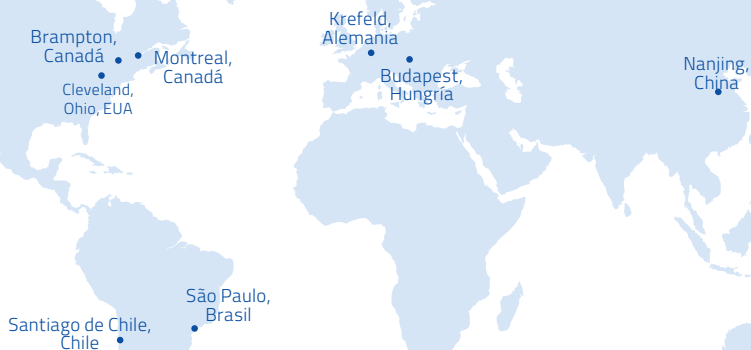 Krefeld,
Alemania
Brampton,
Canadá
Montreal,
Canadá
Nanjing,
China
Budapest,
Hungría
Cleveland,
Ohio, EUA
São Paulo,
Brasil
Santiago de Chile,
Chile